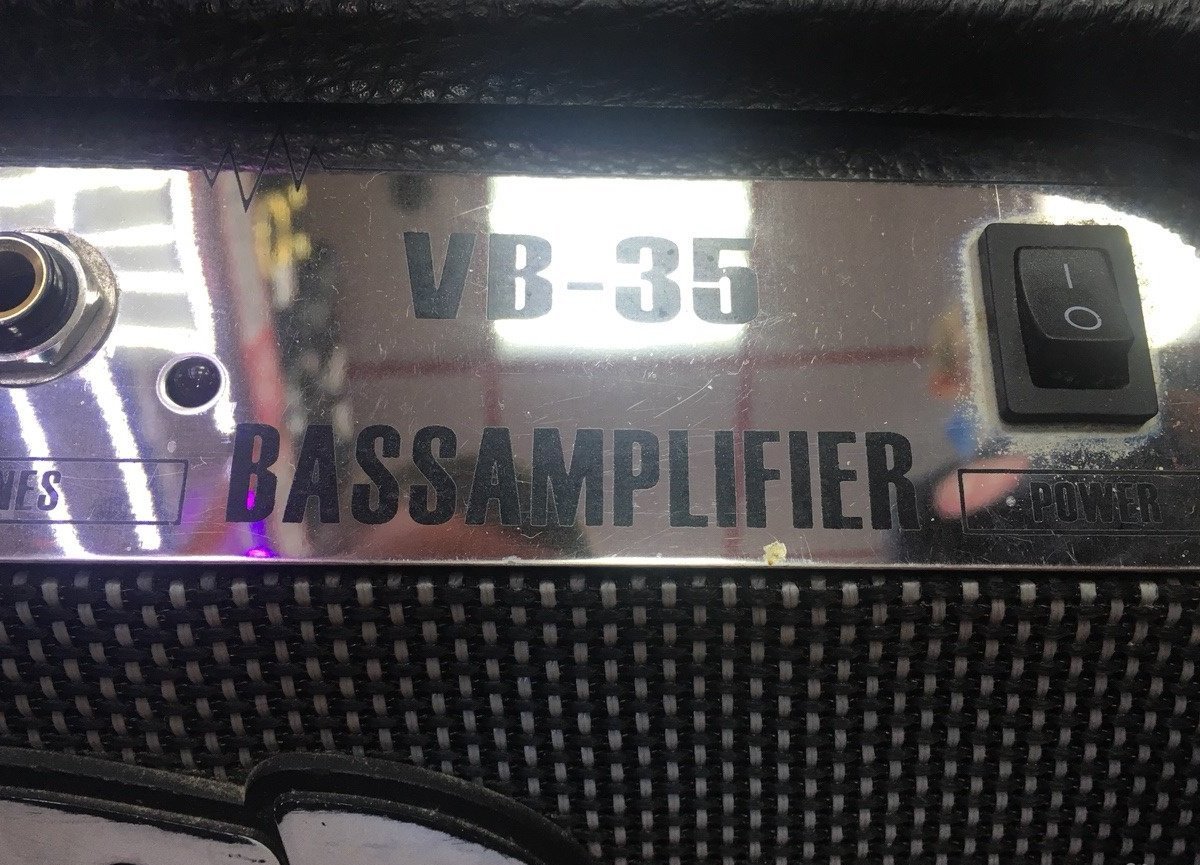 VB-35
I
O
BASSAMPLIFIER
NES
POWER